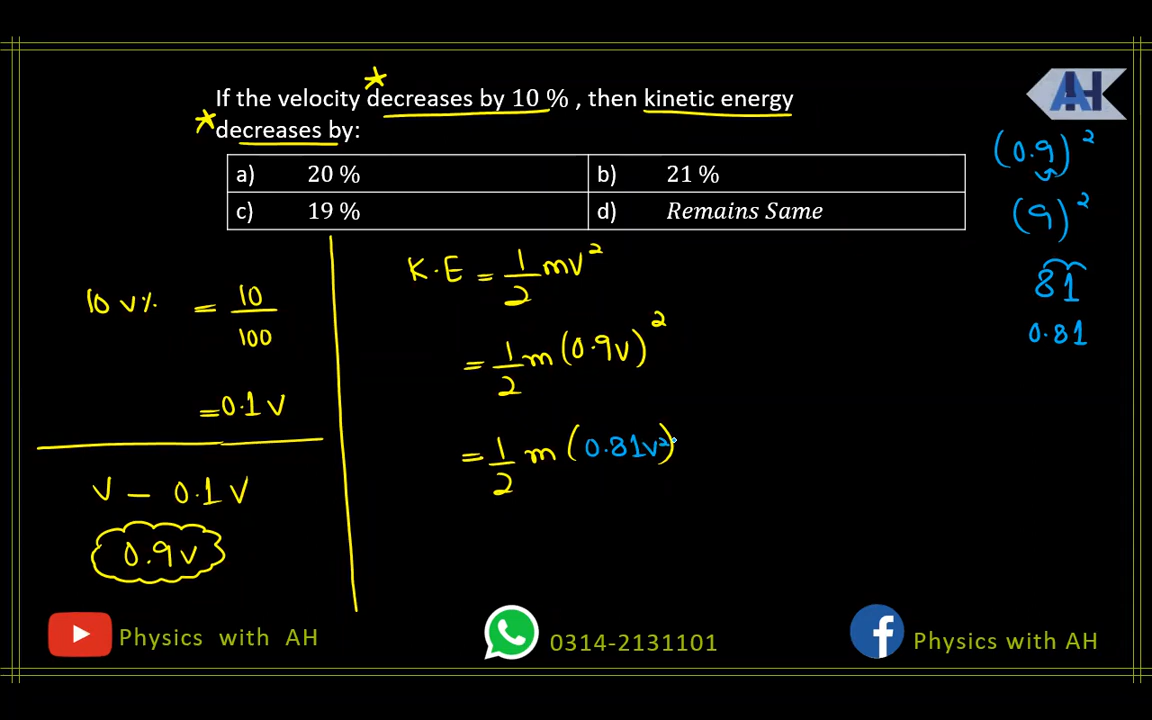 If the velocity decreases by 10 % , then kinetic energy
decreases by:
a) 20 % b) 21 %
c) 19 % d) Remains Same
AH
(0.9)²
(9)²
81
0.81
10 v% = 10/100
= 0.1 v
v – 0.1 v
0.9v
K.E = 1/2 mv²
= 1/2 m (0.9v)²
= 1/2 m (0.81v²)
Physics with AH
0314-2131101
Physics with AH